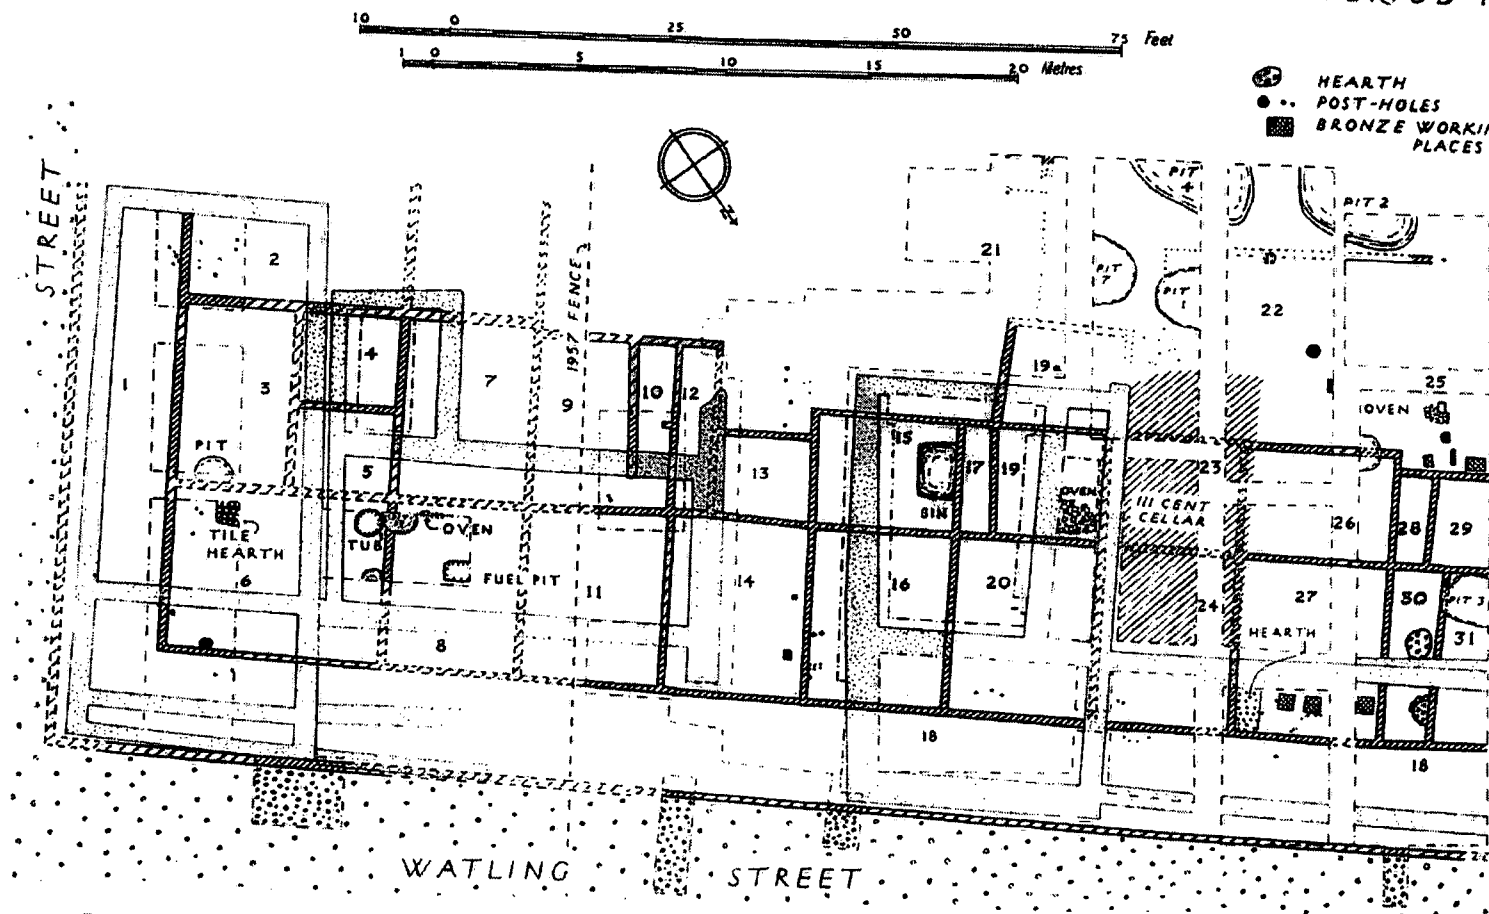 10 0 25 50 75 Feet
1 0 5 10 15 20 Metres
HEARTH
POST-HOLES
BRONZE WORKIN
PLACES
N
STREET
1957 FENCE
PIT 4
PIT 2
PIT 7
PIT 1
1
2
3
4
5
6
7
8
9
10
11
12
13
14
15
16
17
18
19
19a
20
21
22
23
24
25
26
27
28
29
30
31
18
PIT
TILE
HEARTH
TUB
OVEN
FUEL PIT
BIN
OVEN
III CENT
CELLAR
OVEN
HEARTH
PIT 3
WATLING STREET